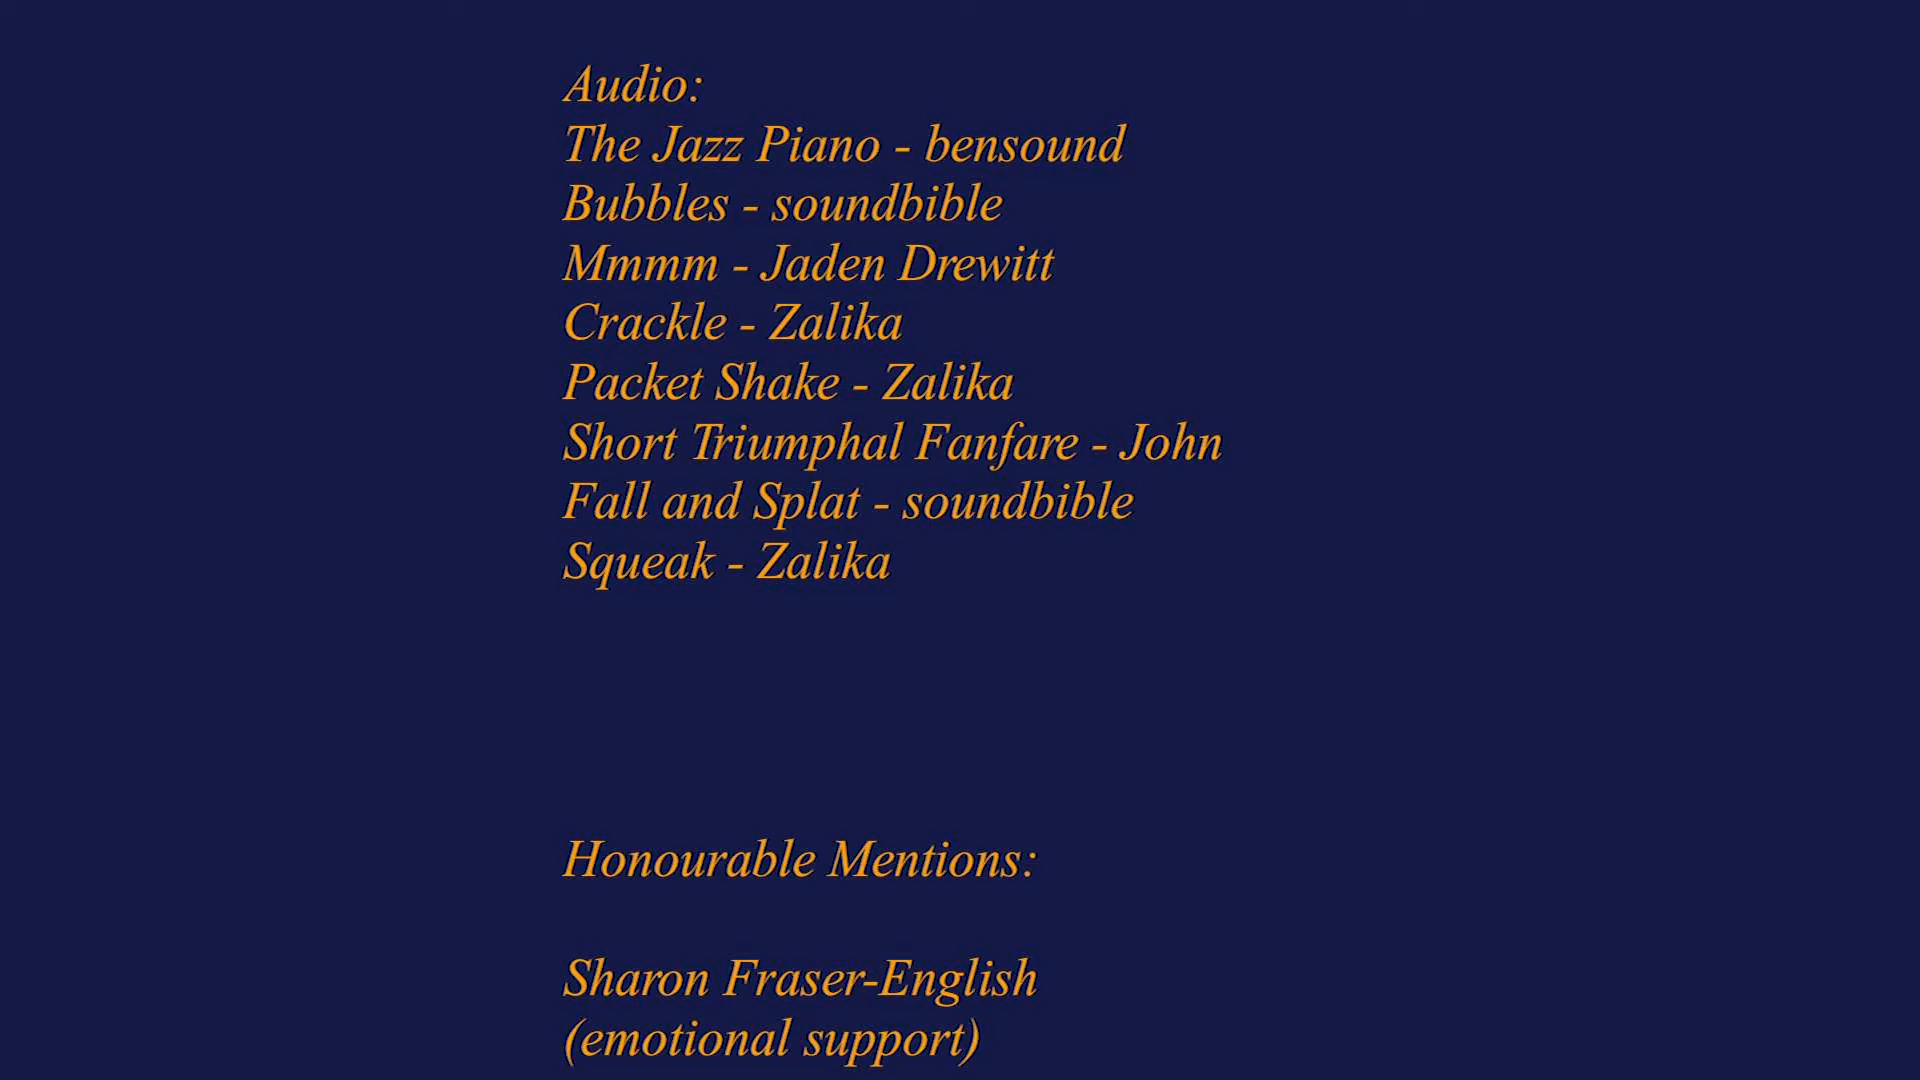 Audio:
The Jazz Piano - bensound
Bubbles - soundbible
Mmmm - Jaden Drewitt
Crackle - Zalika
Packet Shake - Zalika
Short Triumphal Fanfare - John
Fall and Splat - soundbible
Squeak - Zalika
Honourable Mentions:
Sharon Fraser-English
(emotional support)